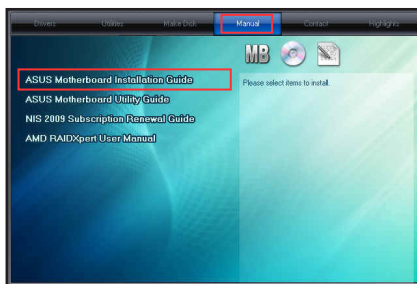 Drivers Utilities Make Disk Manual Contact Highlights
MB
ASUS Motherboard Installation Guide
Please select items to install.
ASUS Motherboard Utility Guide
NIS 2009 Subscription Renewal Guide
AMD RAIDXpert User Manual